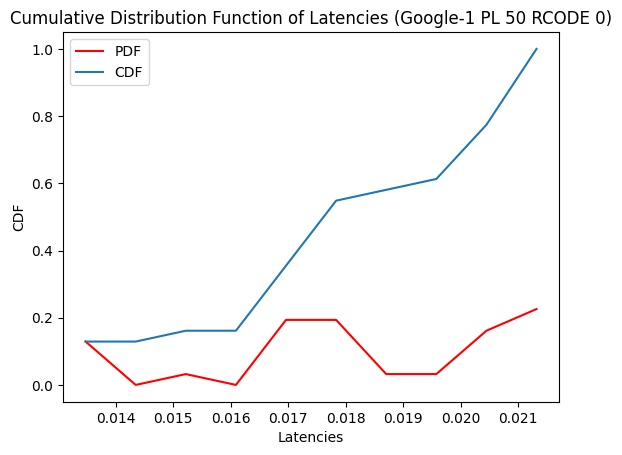 Cumulative Distribution Function of Latencies (Google-1 PL 50 RCODE 0)
PDF
CDF
1.0
0.8
0.6
0.4
0.2
0.0
CDF
0.014 0.015 0.016 0.017 0.018 0.019 0.020 0.021
Latencies